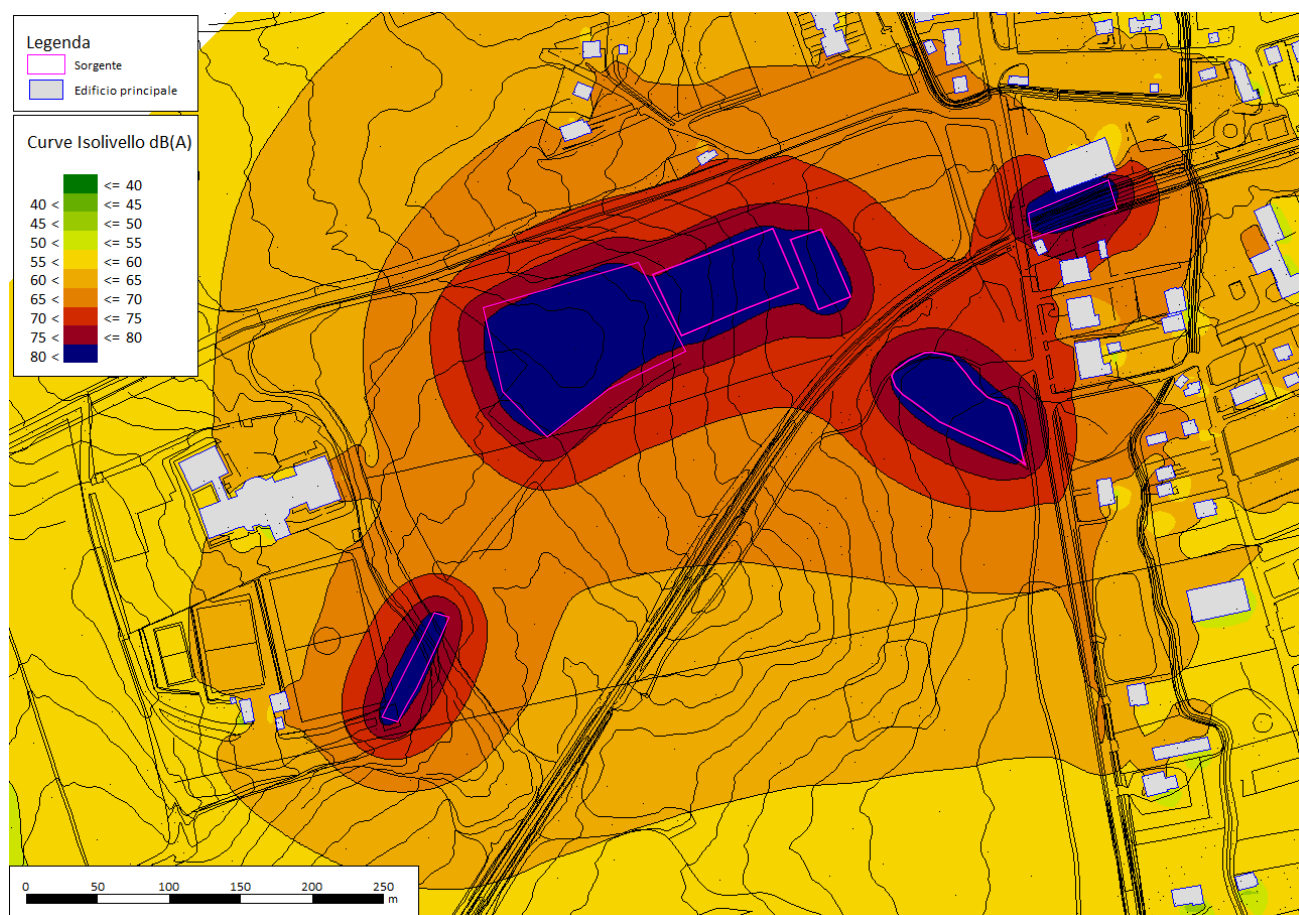 Legenda
Sorgente
Edificio principale
Curve Isolivello dB(A)
<= 40
40 < <= 45
45 < <= 50
50 < <= 55
55 < <= 60
60 < <= 65
65 < <= 70
70 < <= 75
75 < <= 80
80 <
0 50 100 150 200 250
m